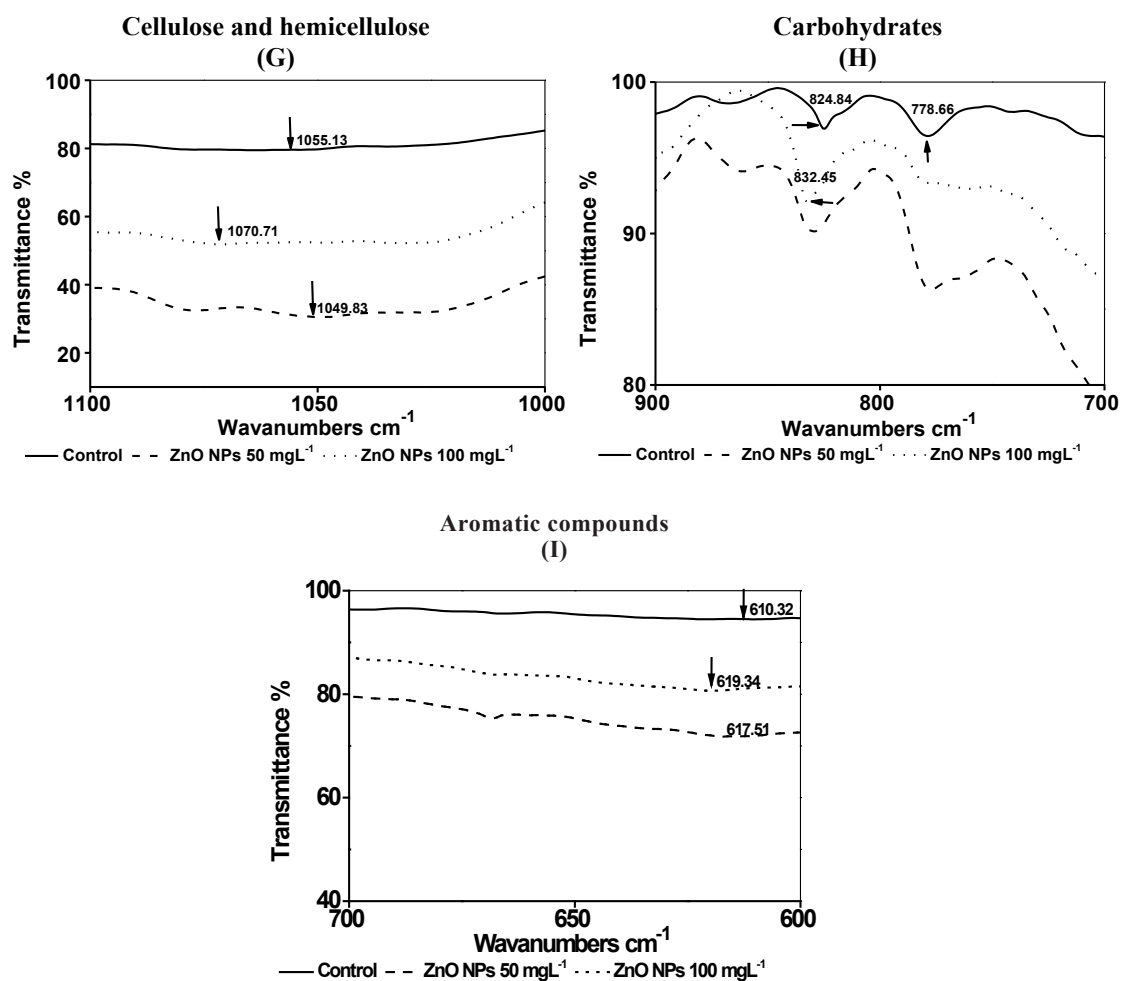 Cellulose and hemicellulose
(G)
100
80
60
40
20
1100
1050
1000
Transmittance %
1055.13
1070.71
1049.83
Wavanumbers cm⁻¹
Control ZnO NPs 50 mgL⁻¹ ZnO NPs 100 mgL⁻¹
Carbohydrates
(H)
100
90
80
900
800
700
Transmittance %
824.84
778.66
832.45
Wavanumbers cm⁻¹
Control ZnO NPs 50 mgL⁻¹ ZnO NPs 100 mgL⁻¹
Aromatic compounds
(I)
100
80
60
40
700
650
600
Transmittance %
610.32
619.34
617.51
Wavanumbers cm⁻¹
Control ZnO NPs 50 mgL⁻¹ ZnO NPs 100 mgL⁻¹